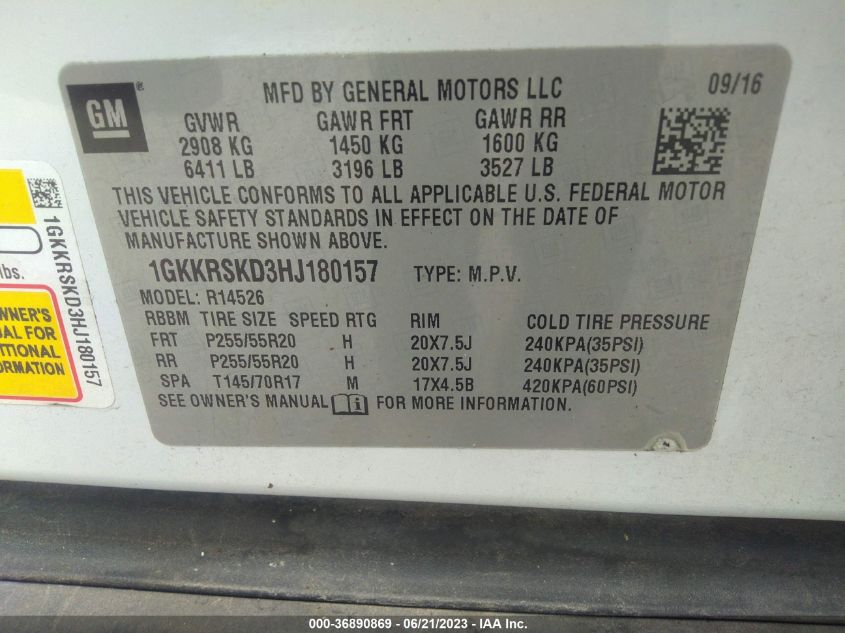 GM
MFD BY GENERAL MOTORS LLC 09/16
GVWR GAWR FRT GAWR RR
2908 KG 1450 KG 1600 KG
6411 LB 3196 LB 3527 LB
THIS VEHICLE CONFORMS TO ALL APPLICABLE U.S. FEDERAL MOTOR
VEHICLE SAFETY STANDARDS IN EFFECT ON THE DATE OF
MANUFACTURE SHOWN ABOVE.
1GKKRSKD3HJ180157 TYPE: M.P.V.
MODEL: R14526
RBBM TIRE SIZE SPEED RTG RIM COLD TIRE PRESSURE
FRT P255/55R20 H 20X7.5J 240KPA(35PSI)
RR P255/55R20 H 20X7.5J 240KPA(35PSI)
SPA T145/70R17 M 17X4.5B 420KPA(60PSI)
SEE OWNER'S MANUAL FOR MORE INFORMATION.
1GKKRSKD3HJ180157
lbs.
OWNER'S
FOR
000-36890869 - 06/21/2023 - IAA Inc.